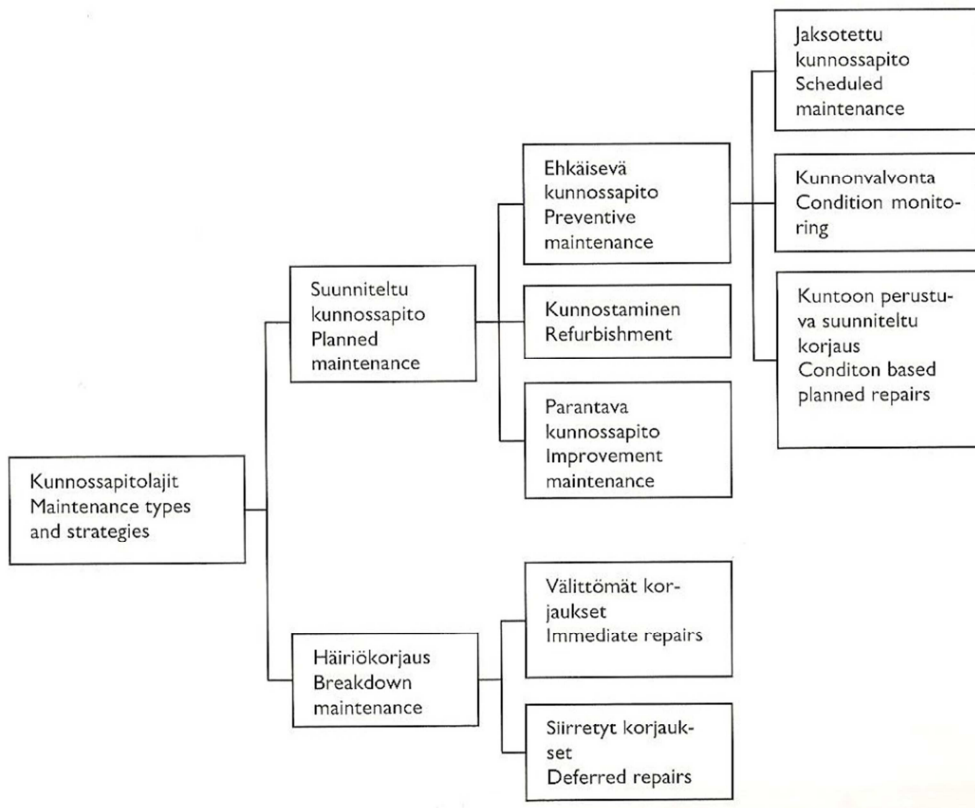 Kunnossapitolajit
Maintenance types
and strategies
Suunniteltu
kunnossapito
Planned
maintenance
Ehkäisevä
kunnossapito
Preventive
maintenance
Jaksotettu
kunnossapito
Scheduled
maintenance
Kunnonvalvonta
Condition monito-
ring
Kuntoon perustu-
va suunniteltu
korjaus
Conditon based
planned repairs
Kunnostaminen
Refurbishment
Parantava
kunnossapito
Improvement
maintenance
Häiriökorjaus
Breakdown
maintenance
Välittömät kor-
jaukset
Immediate repairs
Siirretyt korjauk-
set
Deferred repairs